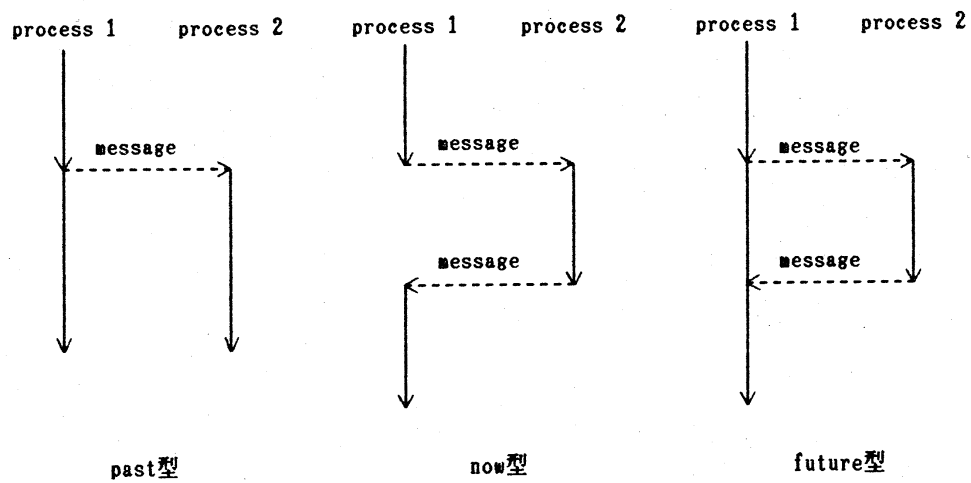 process 1 process 2 process 1 process 2 process 1 process 2
message message message
message message
past型 now型 future型